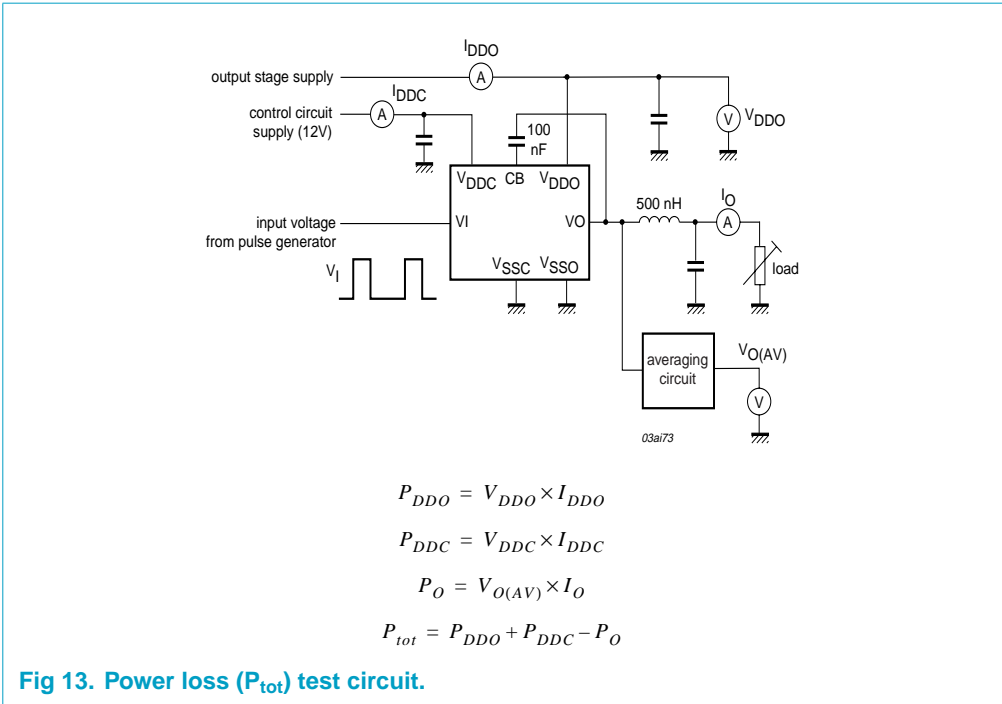 IDDO
output stage supply
A
IDDC
control circuit
supply (12V)
A
100
nF
V
VDDO
VDDC
CB
VDDO
500 nH
IO
A
input voltage
from pulse generator
VI
VO
load
VI
VSSC
VSSO
averaging
circuit
VO(AV)
V
03ai73
PDDO = VDDO × IDDO
PDDC = VDDC × IDDC
PO = VO(AV) × IO
Ptot = PDDO + PDDC – PO
Fig 13. Power loss (Ptot) test circuit.